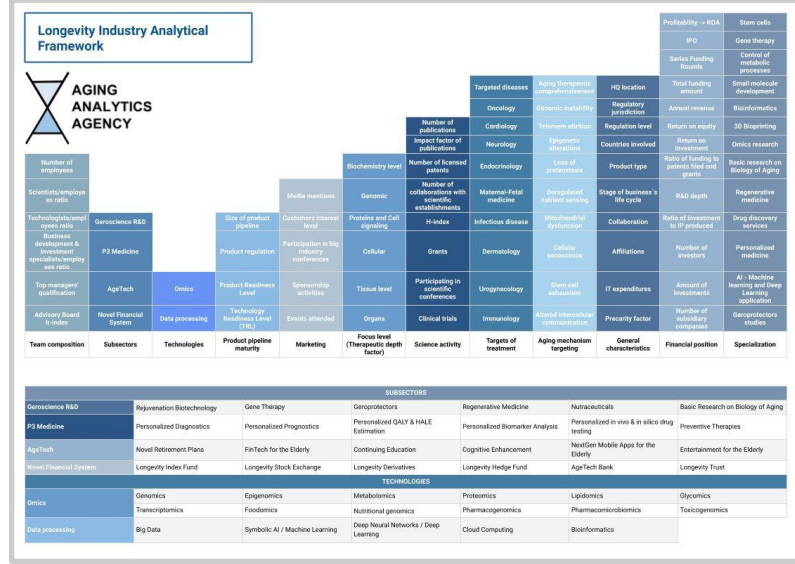 Longevity Industry Analytical
Framework
AGING
ANALYTICS
AGENCY
Profitability -> ROA
Stem cells
IPO
Gene therapy
Series Funding
Rounds
Control of
metabolic
processes
Targeted diseases
Aging therapeutic
comprehensiveness
HQ location
Total funding
amount
Small molecule
development
Oncology
Genomic instability
Regulatory
jurisdiction
Annual revenue
Bioinformatics
Number of
publications
Cardiology
Telomere attrition
Regulation level
Return on equity
3D Bioprinting
Impact factor of
publications
Neurology
Epigenetic
alterations
Countries involved
Return on
investment
Omics research
Number of
employees
Biochemistry level
Number of licensed
patents
Endocrinology
Loss of
proteostasis
Product type
Ratio of funding to
patents filed and
grants
Basic research on
Biology of Aging
Scientists/employe
es ratio
Media mentions
Genomic
Number of
collaborations with
scientific
establishments
Maternal-Fetal
medicine
Deregulated
nutrient sensing
Stage of business`s
life cycle
R&D depth
Regenerative
medicine
Technologists/empl
oyees ratio
Geroscience R&D
Size of product
pipeline
Customers interest
level
Proteins and Cell
signaling
H-index
Infectious disease
Mitochondrial
dysfunction
Collaboration
Ratio of investment
to IP produced
Drug discovery
services
Business
development &
investment
specialists/employ
ees ratio
P3 Medicine
Product regulation
Participation in big
industry
conferences
Cellular
Grants
Dermatology
Cellular
senescence
Affiliations
Number of
investors
Personalized
medicine
Top managers'
qualification
AgeTech
Omics
Product Readiness
Level
Sponsorship
activities
Tissue level
Participating in
scientific
conferences
Urogynecology
Stem cell
exhaustion
IT expenditures
Amount of
investments
AI - Machine
learning and Deep
Learning
application
Advisory Board
h-index
Novel Financial
System
Data processing
Technology
Readiness Level
(TRL)
Events attended
Organs
Clinical trials
Immunology
Altered intercellular
communication
Precarity factor
Number of
subsidiary
companies
Geroprotectors
studies
Team composition
Subsectors
Technologies
Product pipeline
maturity
Marketing
Focus level
(Therapeutic depth
factor)
Science activity
Targets of
treatment
Aging mechanism
targeting
General
characteristics
Financial position
Specialization
SUBSECTORS
Geroscience R&D
Rejuvenation Biotechnology
Gene Therapy
Geroprotectors
Regenerative Medicine
Nutraceuticals
Basic Research on Biology of Aging
P3 Medicine
Personalized Diagnostics
Personalized Prognostics
Personalized QALY & HALE
Estimation
Personalized Biomarker Analysis
Personalized in vivo & in silico drug
testing
Preventive Therapies
AgeTech
Novel Retirement Plans
FinTech for the Elderly
Continuing Education
Cognitive Enhancement
NextGen Mobile Apps for the
Elderly
Entertainment for the Elderly
Novel Financial System
Longevity Index Fund
Longevity Stock Exchange
Longevity Derivatives
Longevity Hedge Fund
AgeTech Bank
Longevity Trust
TECHNOLOGIES
Omics
Genomics
Epigenomics
Metabolomics
Proteomics
Lipidomics
Glycomics
Transcriptomics
Foodomics
Nutritional genomics
Pharmacogenomics
Pharmacomicrobiomics
Toxicogenomics
Data processing
Big Data
Symbolic AI / Machine Learning
Deep Neural Networks / Deep
Learning
Cloud Computing
Bioinformatics